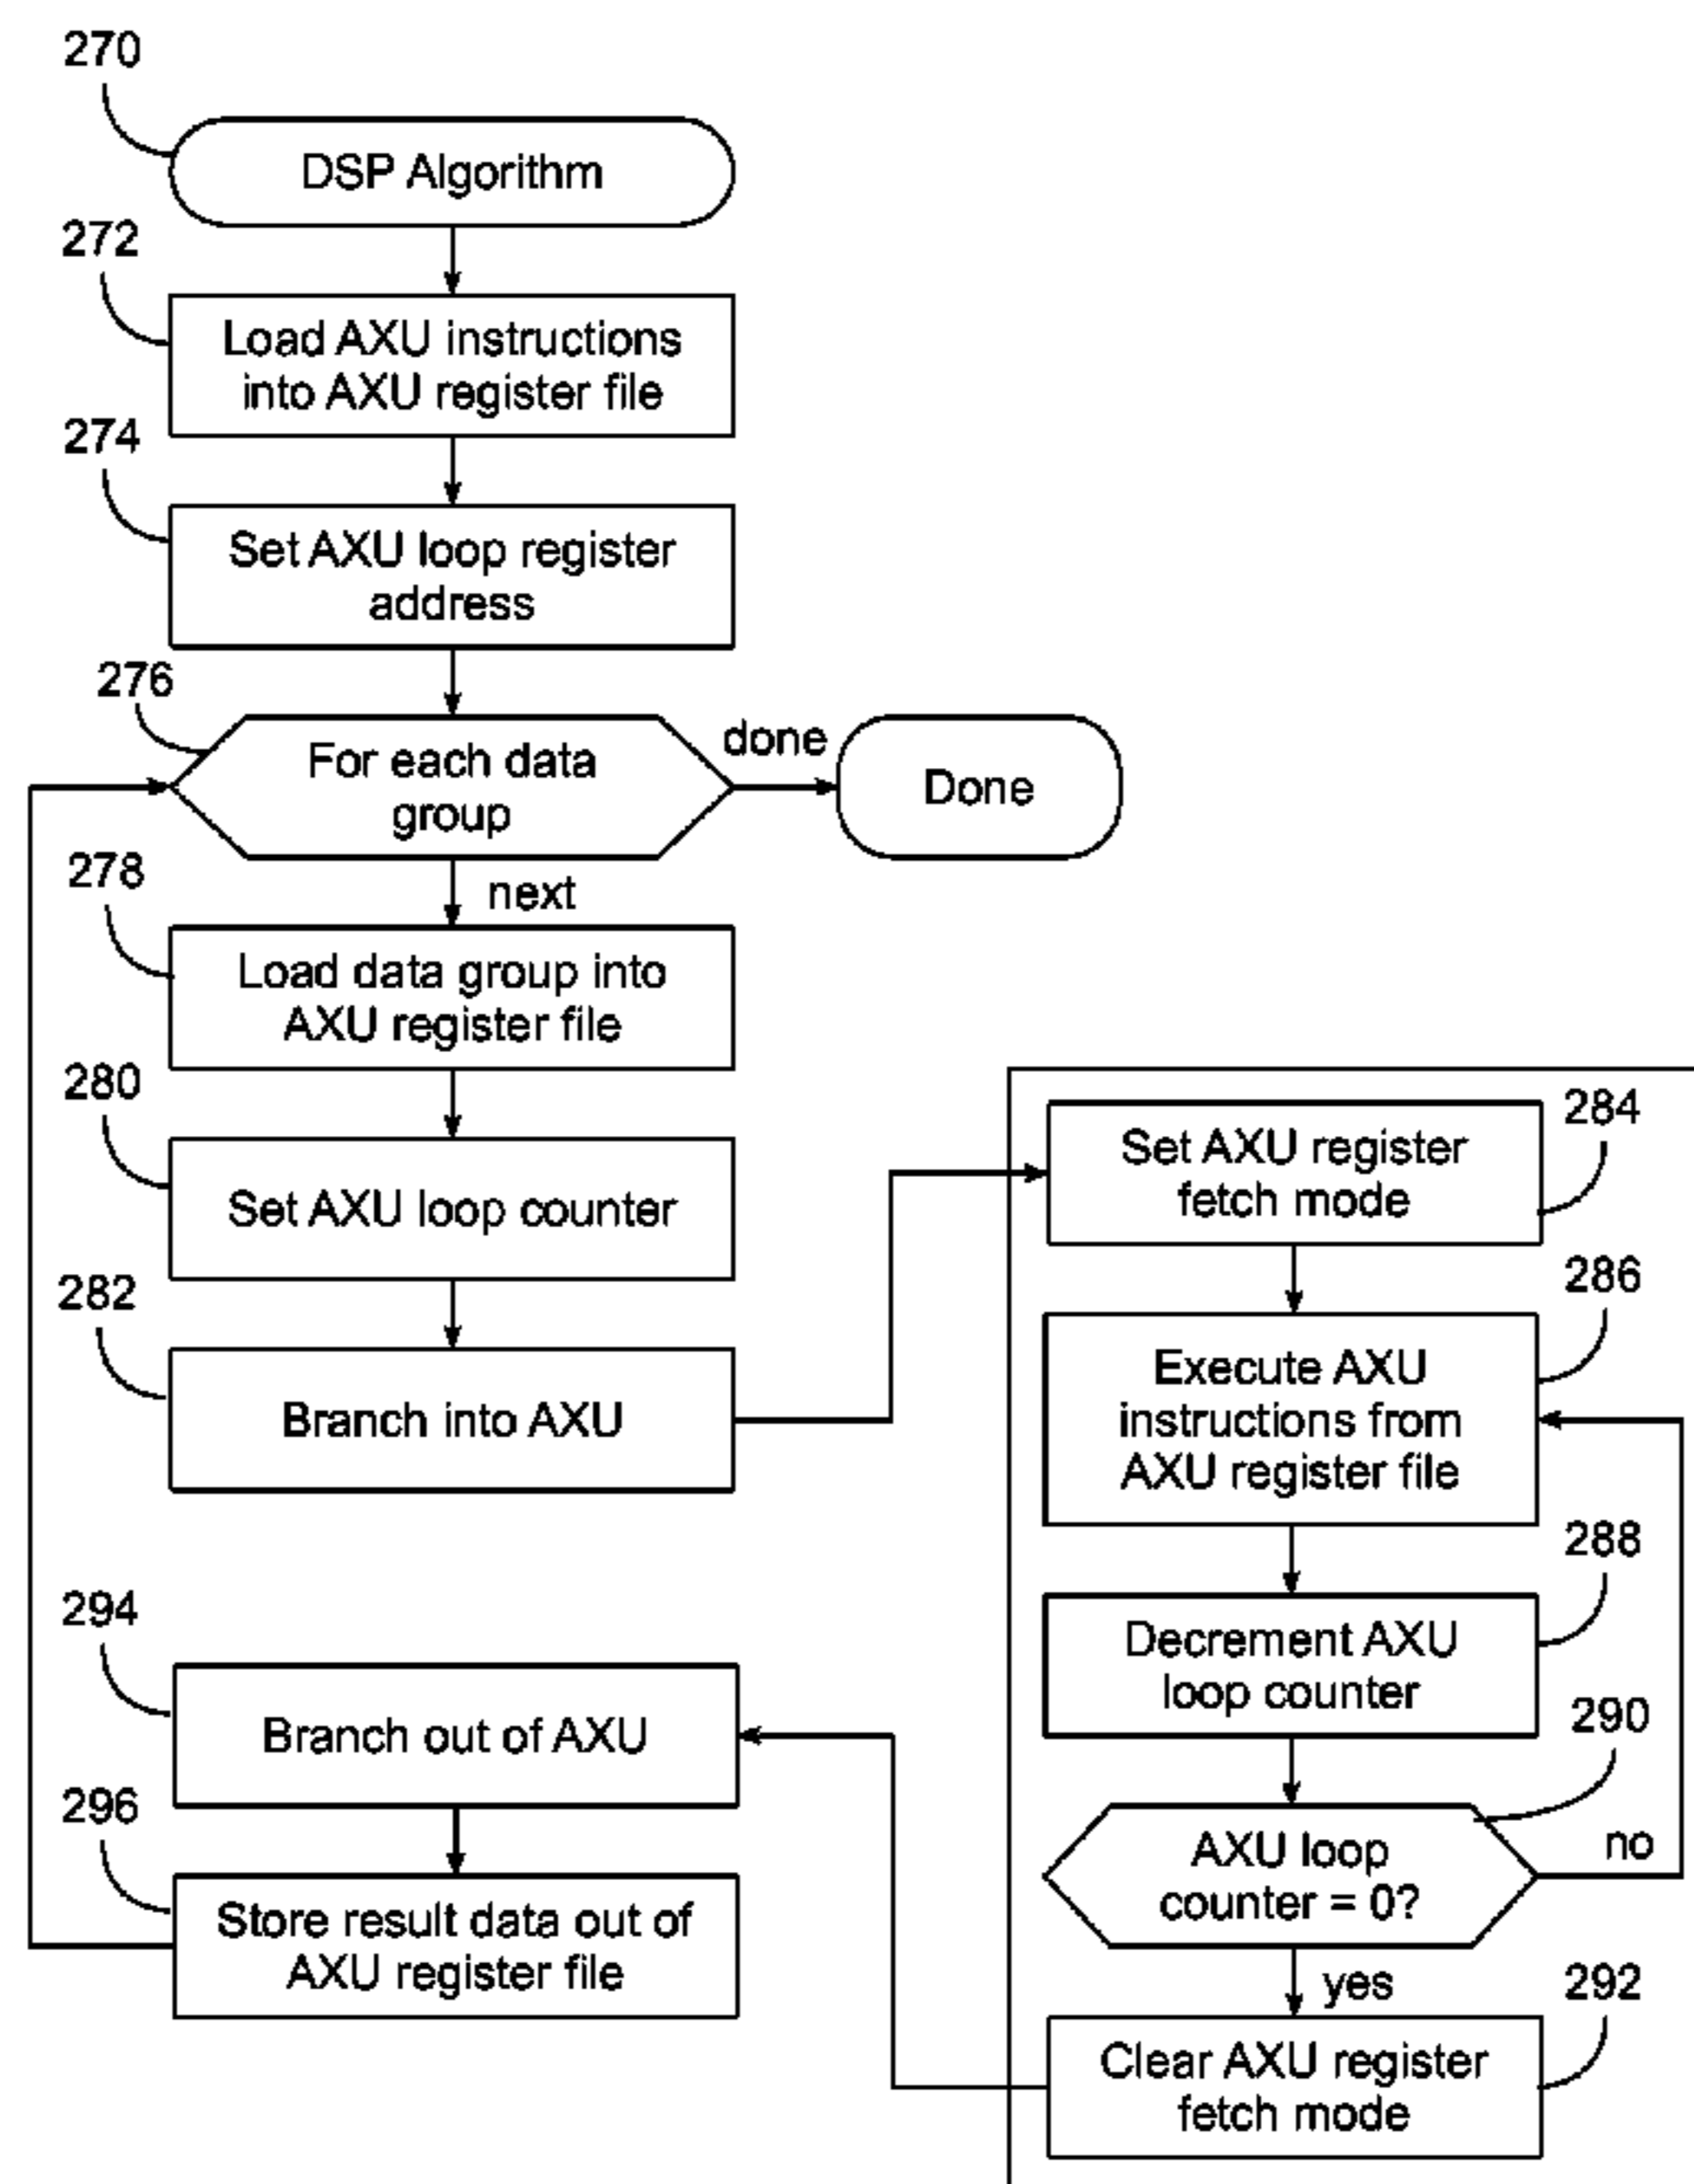 270
DSP Algorithm
272
Load AXU instructions
into AXU register file
274
Set AXU loop register
address
276
For each data
group
done
Done
next
278
Load data group into
AXU register file
280
Set AXU loop counter
282
Branch into AXU
284
Set AXU register
fetch mode
286
Execute AXU
instructions from
AXU register file
288
Decrement AXU
loop counter
290
AXU loop
counter = 0?
no
yes
292
Clear AXU register
fetch mode
294
Branch out of AXU
296
Store result data out of
AXU register file